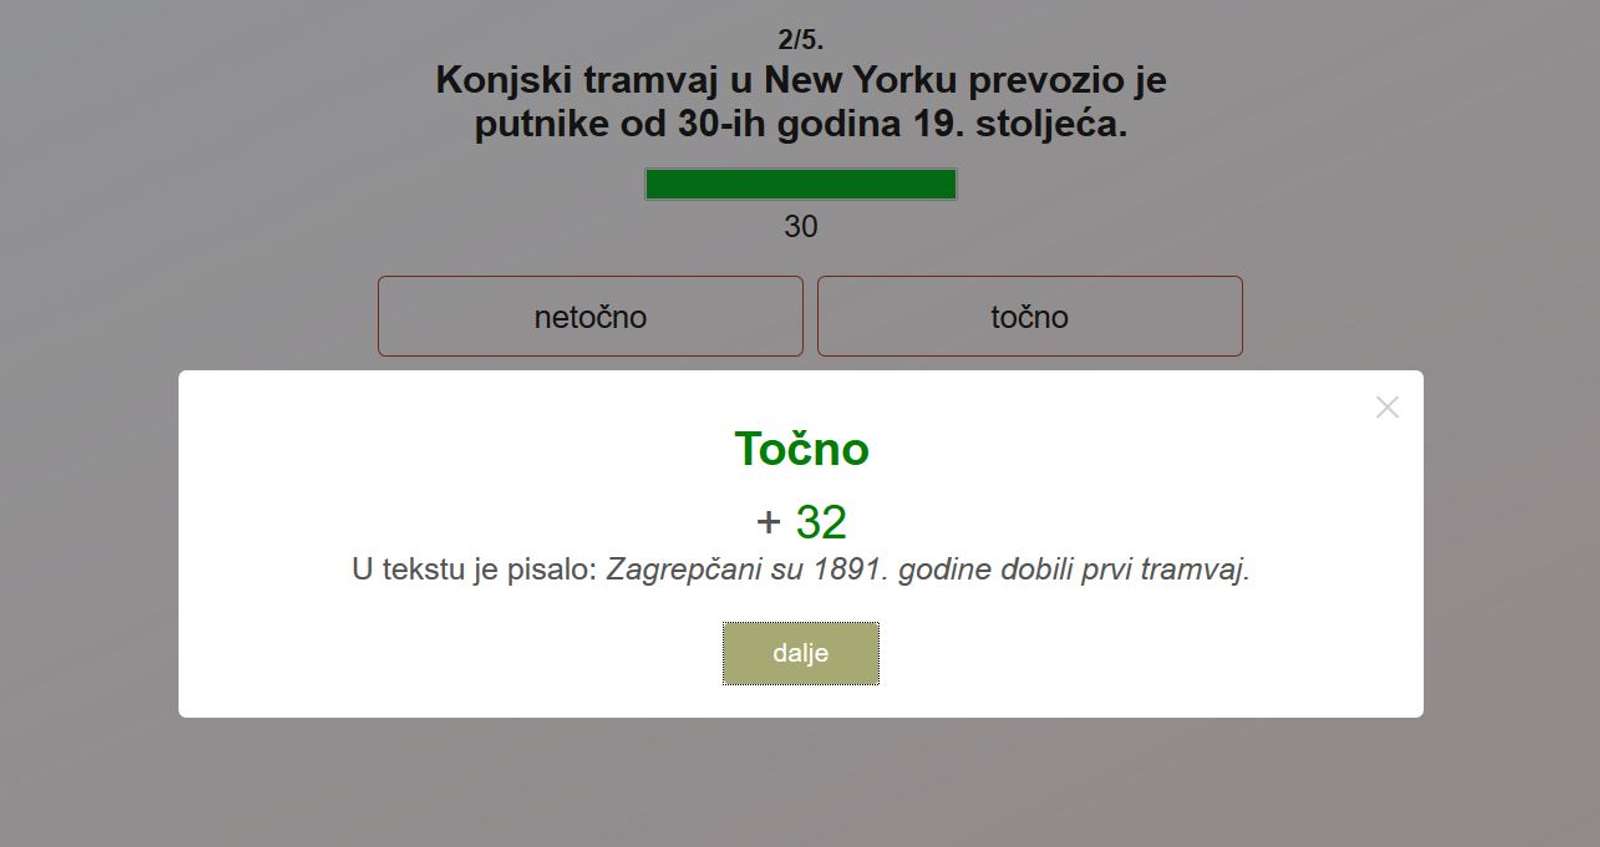 2/5.
Konjski tramvaj u New Yorku prevozio je
putnike od 30-ih godina 19. stoljeća.
30
netočno
točno
Točno
+ 32
U tekstu je pisalo: Zagrepčani su 1891. godine dobili prvi tramvaj.
dalje